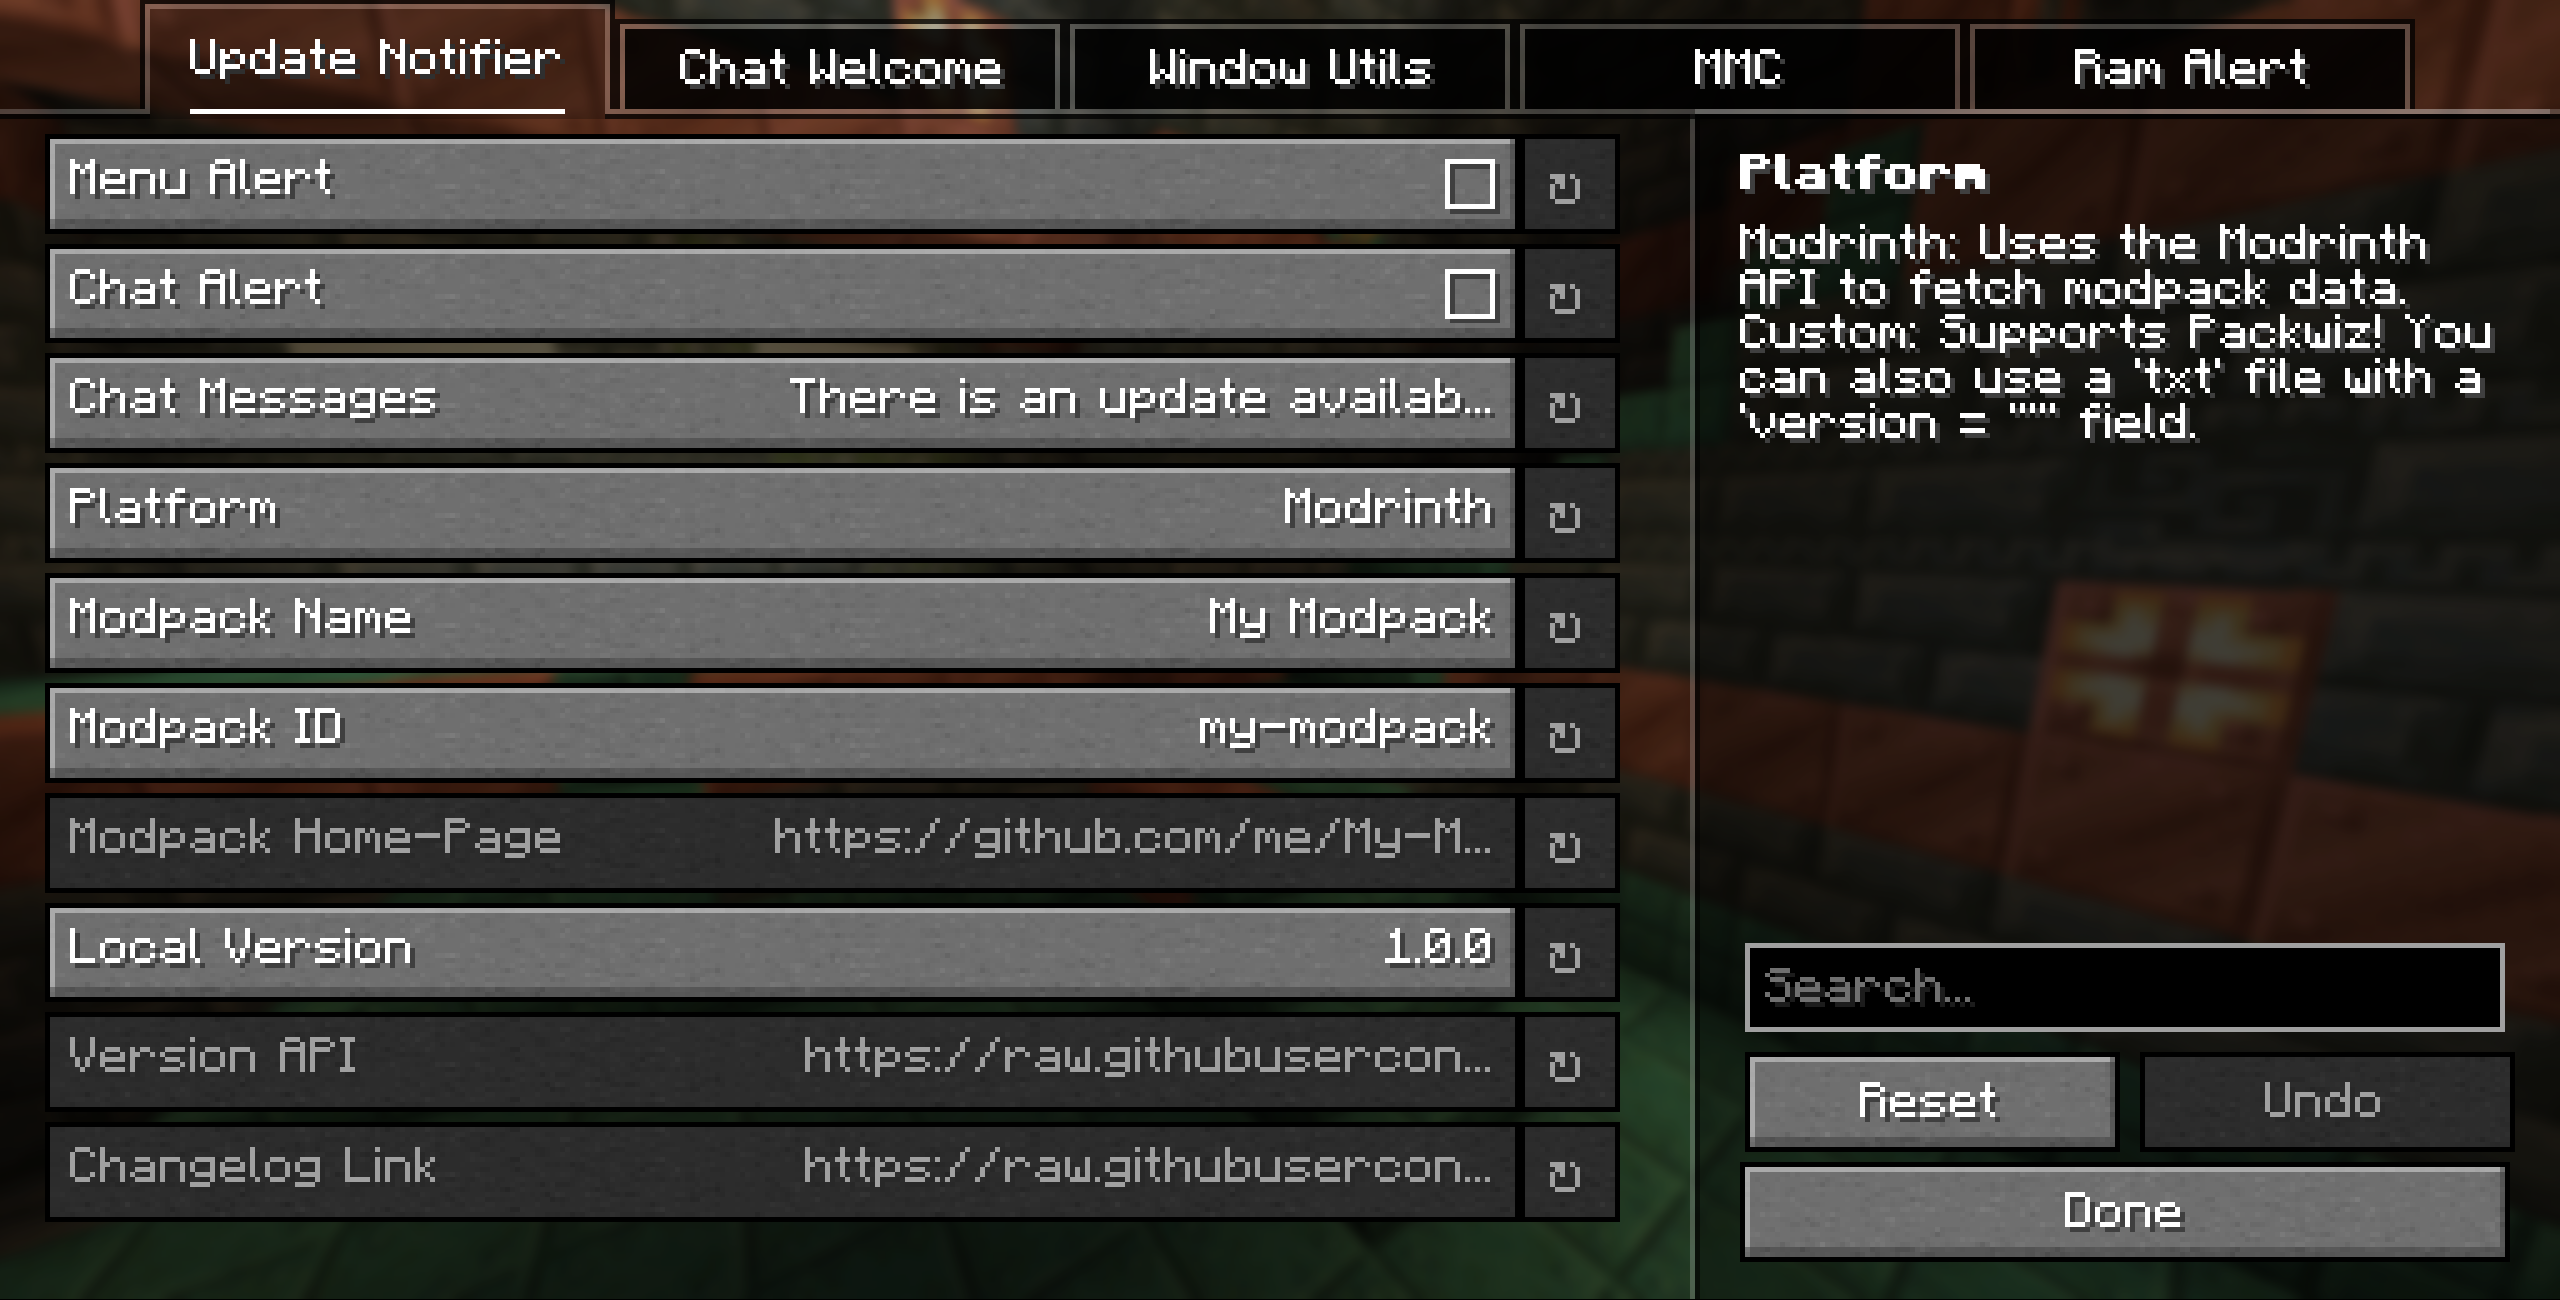 Update Notifier
Chat Welcome
Window Utils
MMC
Ram Alert
Menu Alert
Chat Alert
Chat Messages There is an update availab...
Platform Modrinth
Modpack Name My Modpack
Modpack ID my-modpack
Modpack Home-Page https://github.com/me/My-M...
Local Version 1.0.0
Version API https://raw.githubusercon...
Changelog Link https://raw.githubusercon...
Platform
Modrinth: Uses the Modrinth
API to fetch modpack data.
Custom: Supports Packwiz! You
can also use a 'txt' file with a
'version = ""' field.
Search...
Reset
Undo
Done